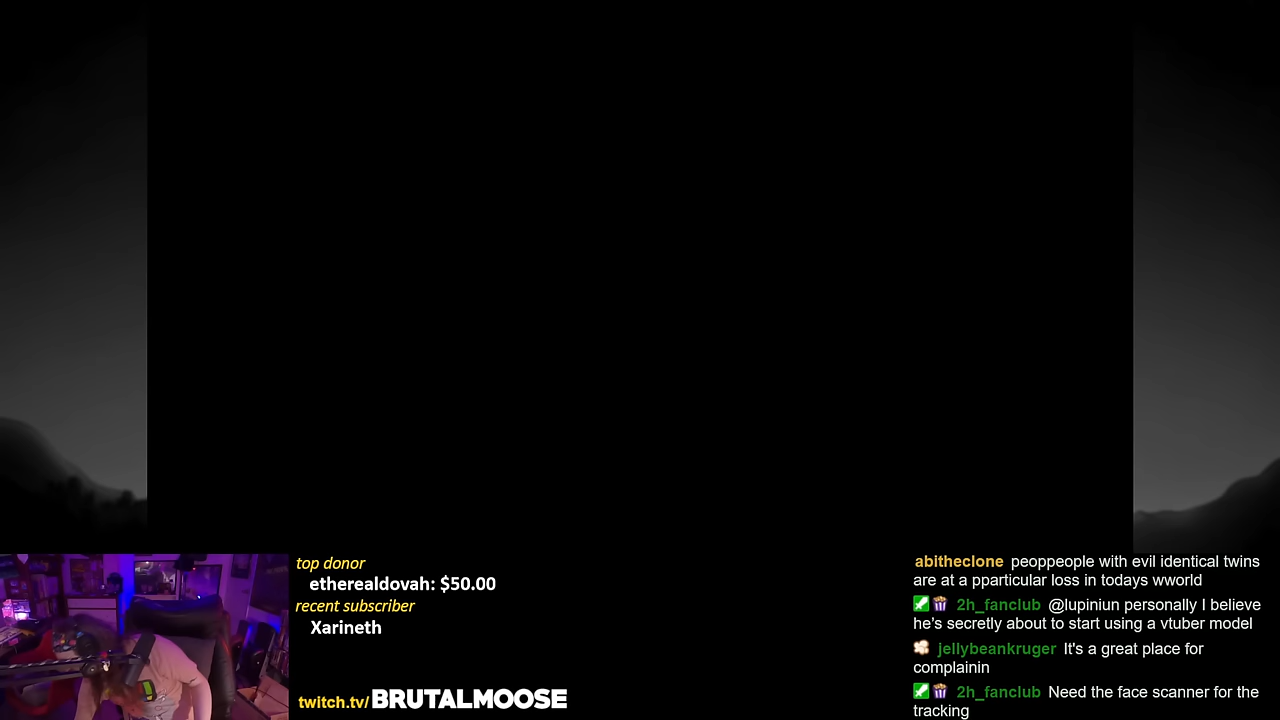 top donor
etherealdovah: $50.00
recent subscriber
Xarineth
twitch.tv/BRUTALMOOSE
abitheclone peoppeople with evil identical twins
are at a pparticular loss in todays wworld
2h_fanclub @lupiniun personally I believe
he's secretly about to start using a vtuber model
jellybeankruger It's a great place for
complainin
2h_fanclub Need the face scanner for the
tracking